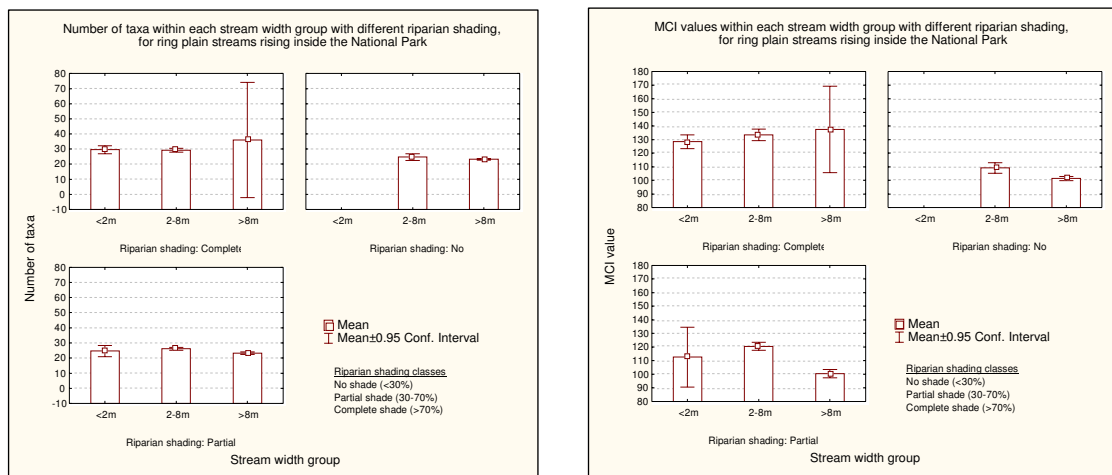 Number of taxa within each stream width group with different riparian shading,
for ring plain streams rising inside the National Park
Number of taxa
80
70
60
50
40
30
20
10
0
-10
<2m 2-8m >8m
Riparian shading: Complete
<2m 2-8m >8m
Riparian shading: No
80
70
60
50
40
30
20
10
0
-10
<2m 2-8m >8m
Riparian shading: Partial
Mean
Mean±0.95 Conf. Interval
Riparian shading classes
No shade (<30%)
Partial shade (30-70%)
Complete shade (>70%)
Stream width group
MCI values within each stream width group with different riparian shading,
for ring plain streams rising inside the National Park
MCI value
180
170
160
150
140
130
120
110
100
90
80
<2m 2-8m >8m
Riparian shading: Complete
<2m 2-8m >8m
Riparian shading: No
180
170
160
150
140
130
120
110
100
90
80
<2m 2-8m >8m
Riparian shading: Partial
Mean
Mean±0.95 Conf. Interval
Riparian shading classes
No shade (<30%)
Partial shade (30-70%)
Complete shade (>70%)
Stream width group